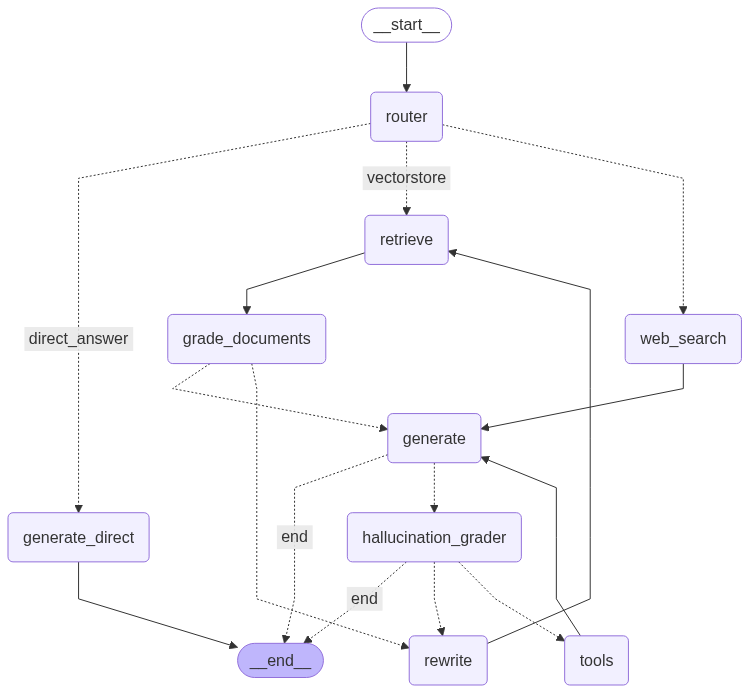 __start__
router
vectorstore
retrieve
direct_answer
grade_documents
web_search
generate
generate_direct
end
hallucination_grader
end
__end__
rewrite
tools